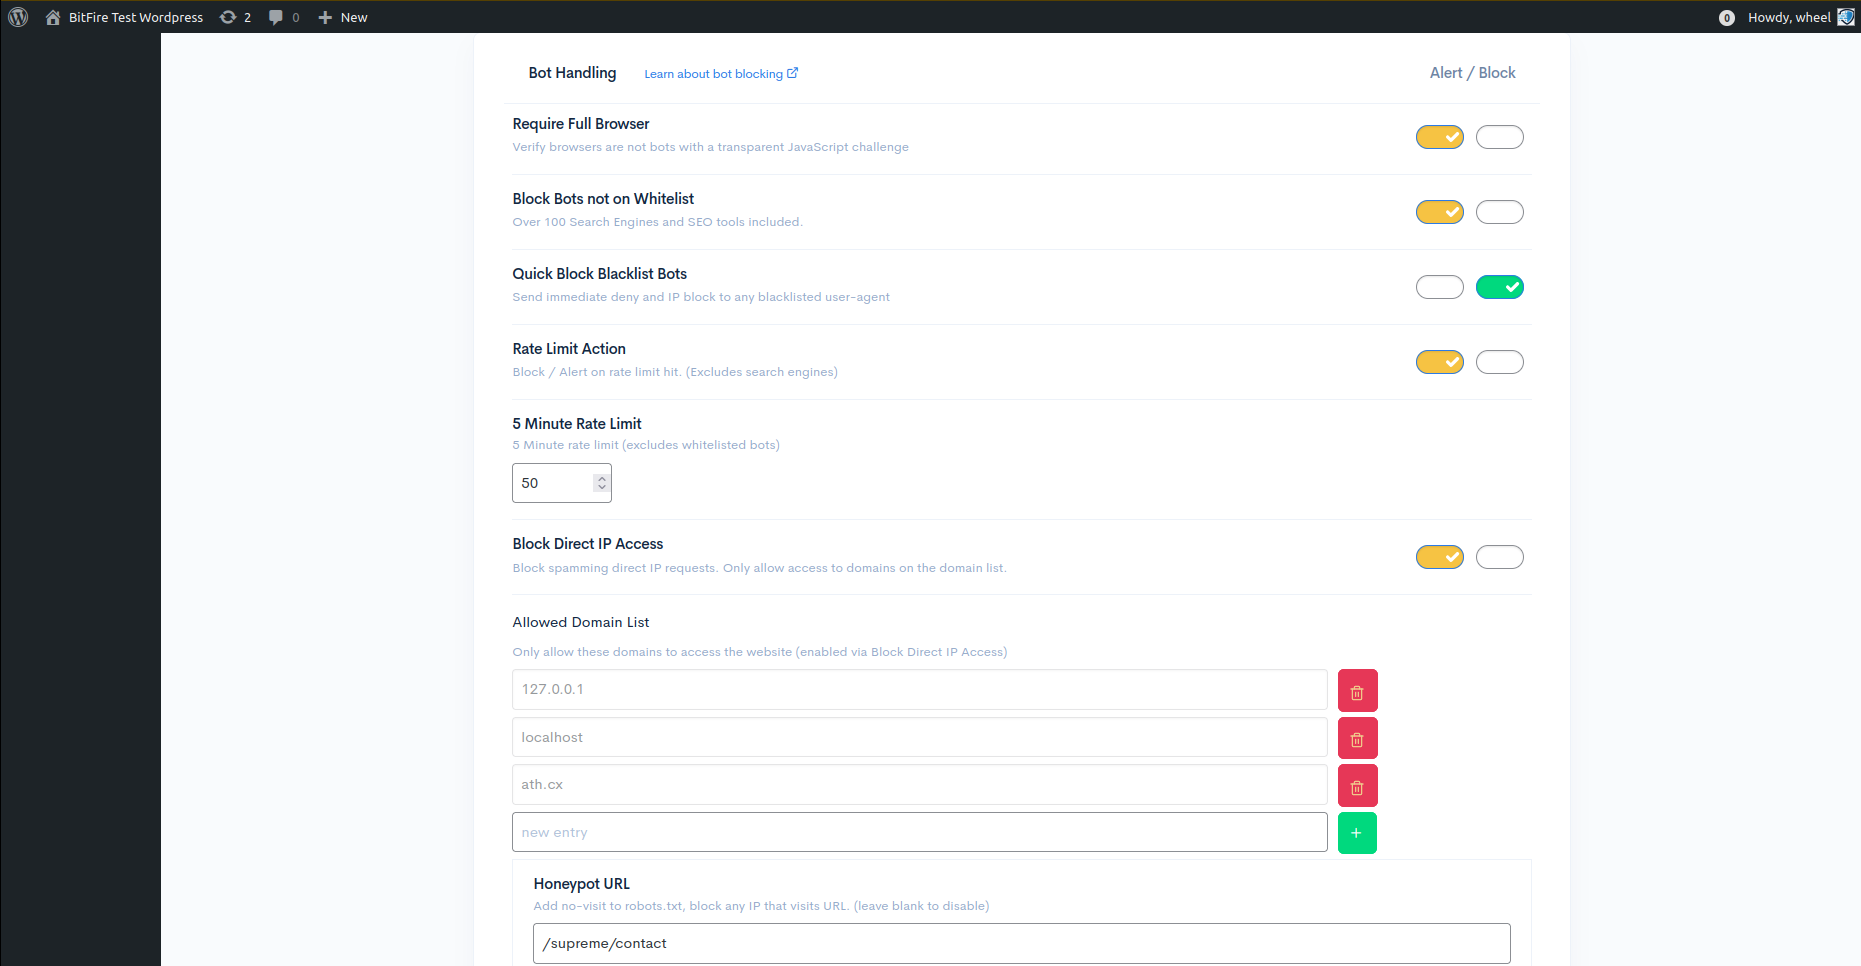 BitFire Test Wordpress 2 0 New 0 Howdy, wheel
Bot Handling Learn about bot blocking Alert / Block
Require Full Browser
Verify browsers are not bots with a transparent JavaScript challenge
Block Bots not on Whitelist
Over 100 Search Engines and SEO tools included.
Quick Block Blacklist Bots
Send immediate deny and IP block to any blacklisted user-agent
Rate Limit Action
Block / Alert on rate limit hit. (Excludes search engines)
5 Minute Rate Limit
5 Minute rate limit (excludes whitelisted bots)
50
Block Direct IP Access
Block spamming direct IP requests. Only allow access to domains on the domain list.
Allowed Domain List
Only allow these domains to access the website (enabled via Block Direct IP Access)
127.0.0.1
localhost
ath.cx
new entry
+
Honeypot URL
Add no-visit to robots.txt, block any IP that visits URL. (leave blank to disable)
/supreme/contact